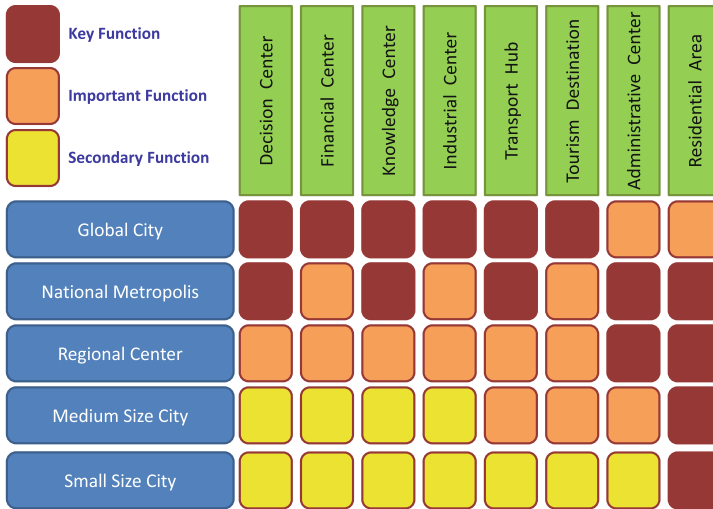 Key Function
Important Function
Secondary Function
Decision Center
Financial Center
Knowledge Center
Industrial Center
Transport Hub
Tourism Destination
Administrative Center
Residential Area
Global City
National Metropolis
Regional Center
Medium Size City
Small Size City